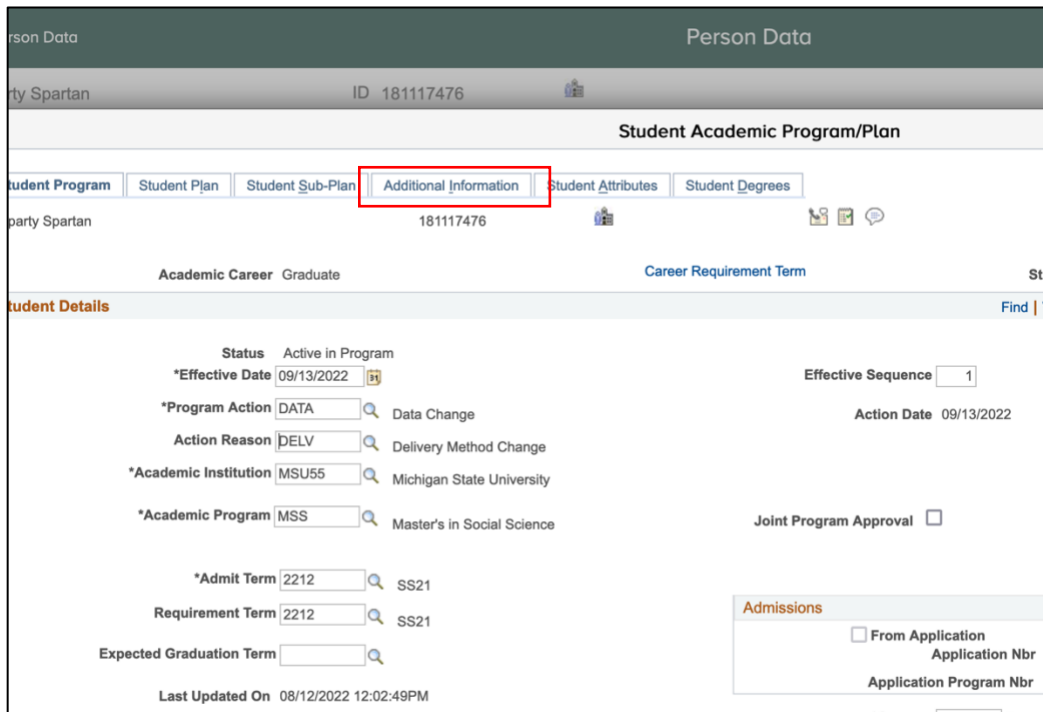 rson Data Person Data
rty Spartan ID 181117476
Student Academic Program/Plan
tudent Program Student Plan Student Sub-Plan Additional Information Student Attributes Student Degrees
party Spartan 181117476
Academic Career Graduate Career Requirement Term St
tudent Details Find |
Status Active in Program
*Effective Date 09/13/2022 31 Effective Sequence 1
*Program Action DATA Data Change Action Date 09/13/2022
Action Reason DELV Delivery Method Change
*Academic Institution MSU55 Michigan State University
*Academic Program MSS Master's in Social Science Joint Program Approval
*Admit Term 2212 SS21
Requirement Term 2212 SS21 Admissions
From Application
Expected Graduation Term Application Nbr
Application Program Nbr
Last Updated On 08/12/2022 12:02:49PM